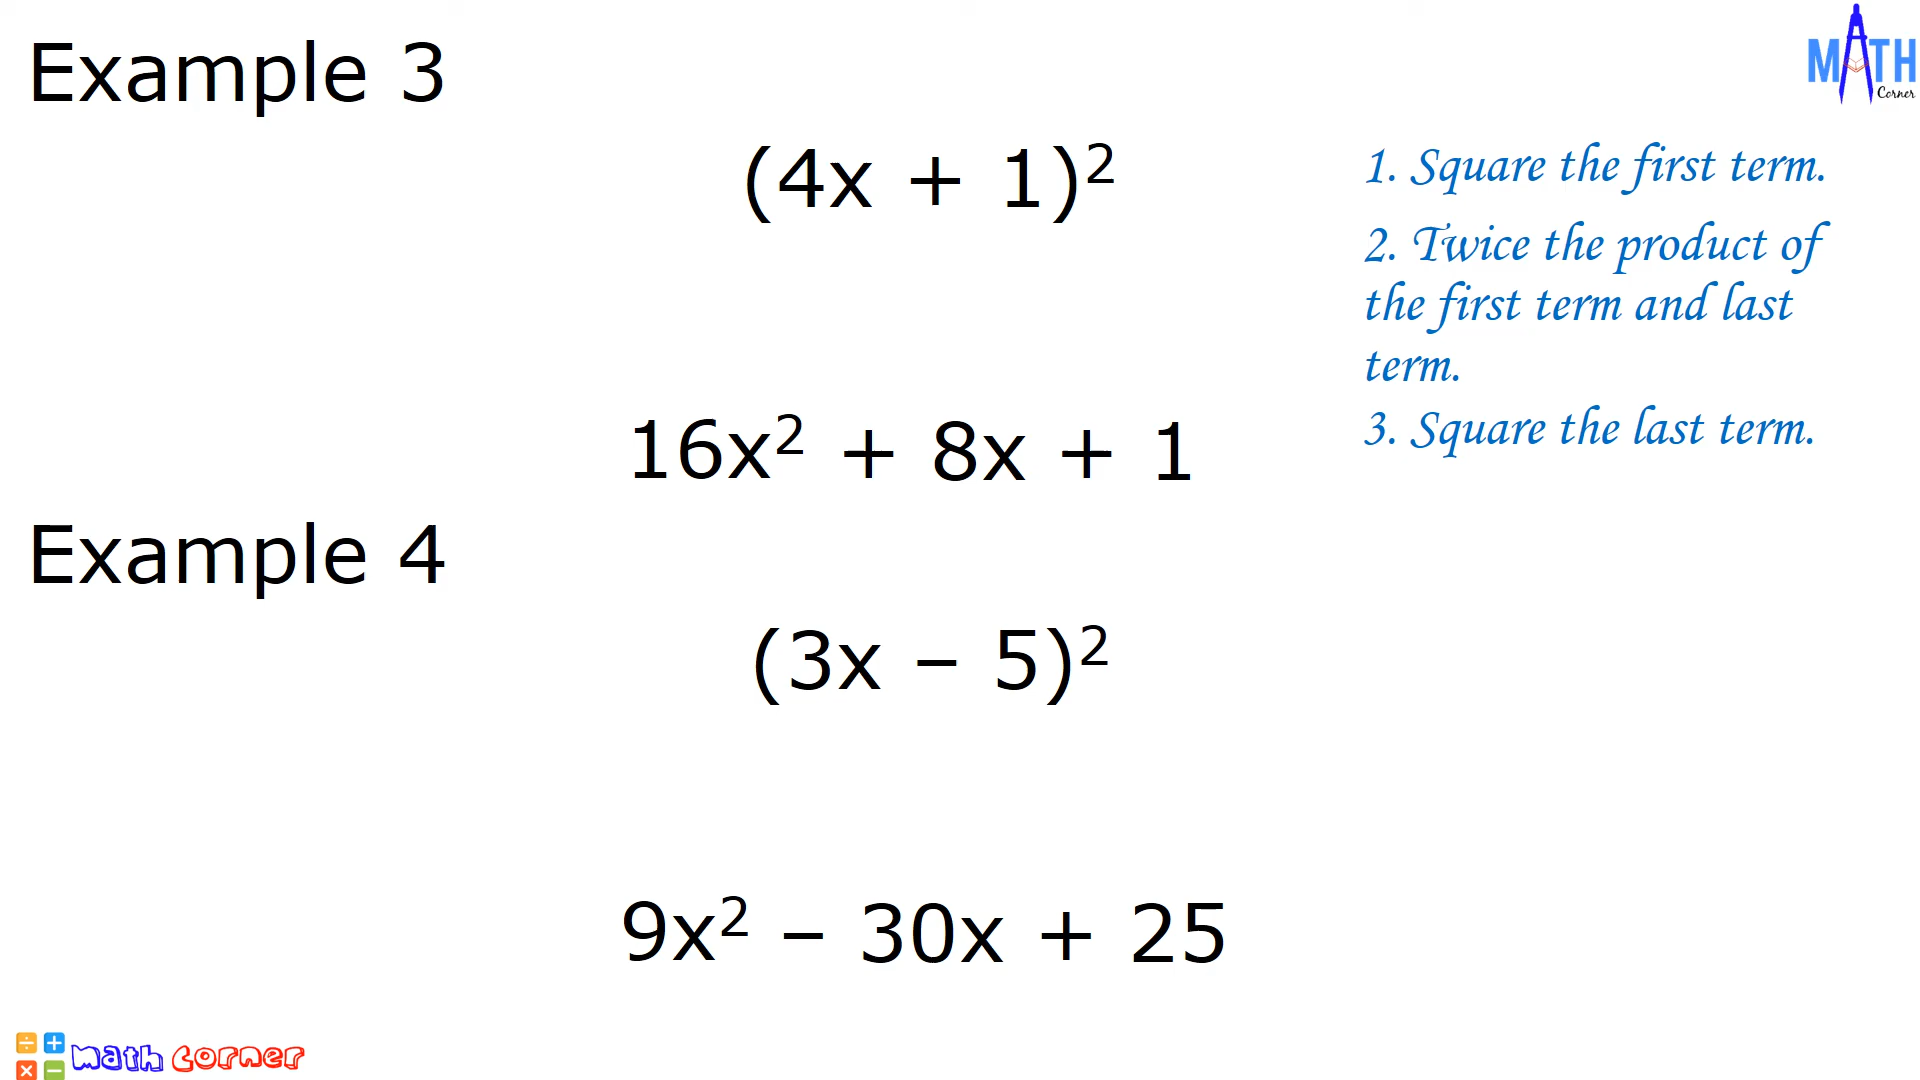 Example 3
MATH
Corner
(4x + 1)²
1. Square the first term.
2. Twice the product of
the first term and last
term.
3. Square the last term.
16x² + 8x + 1
Example 4
(3x – 5)²
9x² – 30x + 25
÷ +
× −
math corner